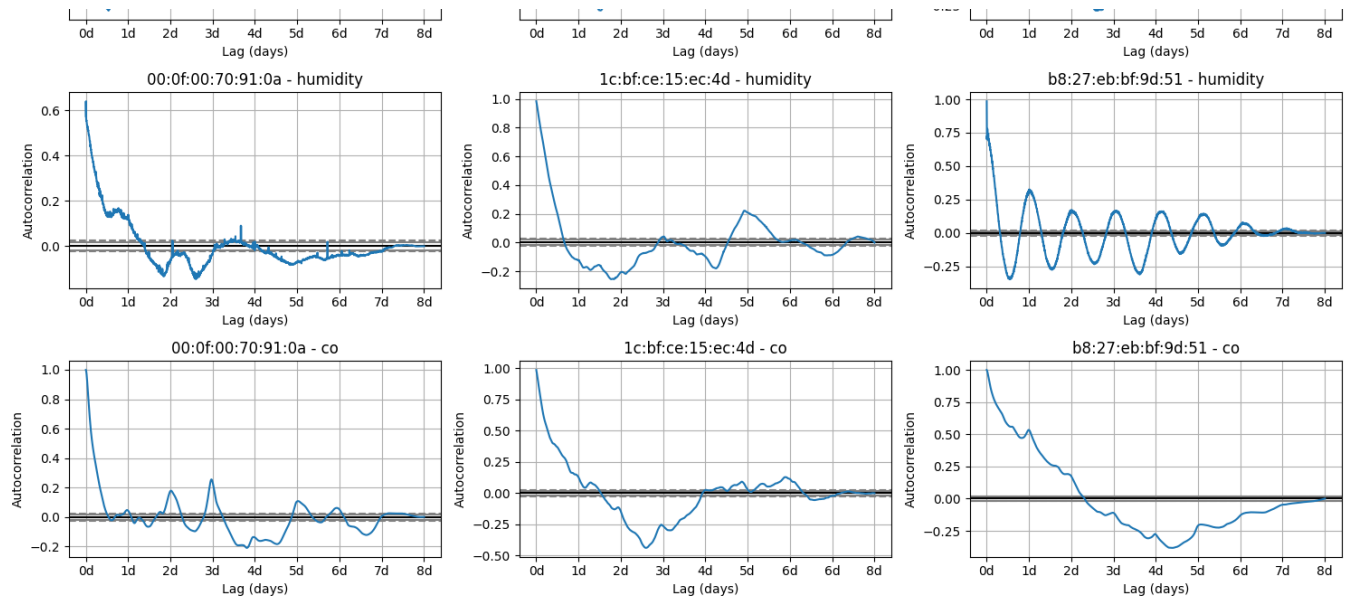 0.25
0d 1d 2d 3d 4d 5d 6d 7d 8d
Lag (days)
0d 1d 2d 3d 4d 5d 6d 7d 8d
Lag (days)
0d 1d 2d 3d 4d 5d 6d 7d 8d
Lag (days)
00:0f:00:70:91:0a - humidity
Autocorrelation
0.6
0.4
0.2
0.0
0d 1d 2d 3d 4d 5d 6d 7d 8d
Lag (days)
1c:bf:ce:15:ec:4d - humidity
Autocorrelation
1.0
0.8
0.6
0.4
0.2
0.0
−0.2
0d 1d 2d 3d 4d 5d 6d 7d 8d
Lag (days)
b8:27:eb:bf:9d:51 - humidity
Autocorrelation
1.00
0.75
0.50
0.25
0.00
−0.25
0d 1d 2d 3d 4d 5d 6d 7d 8d
Lag (days)
00:0f:00:70:91:0a - co
Autocorrelation
1.0
0.8
0.6
0.4
0.2
0.0
−0.2
0d 1d 2d 3d 4d 5d 6d 7d 8d
Lag (days)
1c:bf:ce:15:ec:4d - co
Autocorrelation
1.00
0.75
0.50
0.25
0.00
−0.25
−0.50
0d 1d 2d 3d 4d 5d 6d 7d 8d
Lag (days)
b8:27:eb:bf:9d:51 - co
Autocorrelation
1.00
0.75
0.50
0.25
0.00
−0.25
0d 1d 2d 3d 4d 5d 6d 7d 8d
Lag (days)